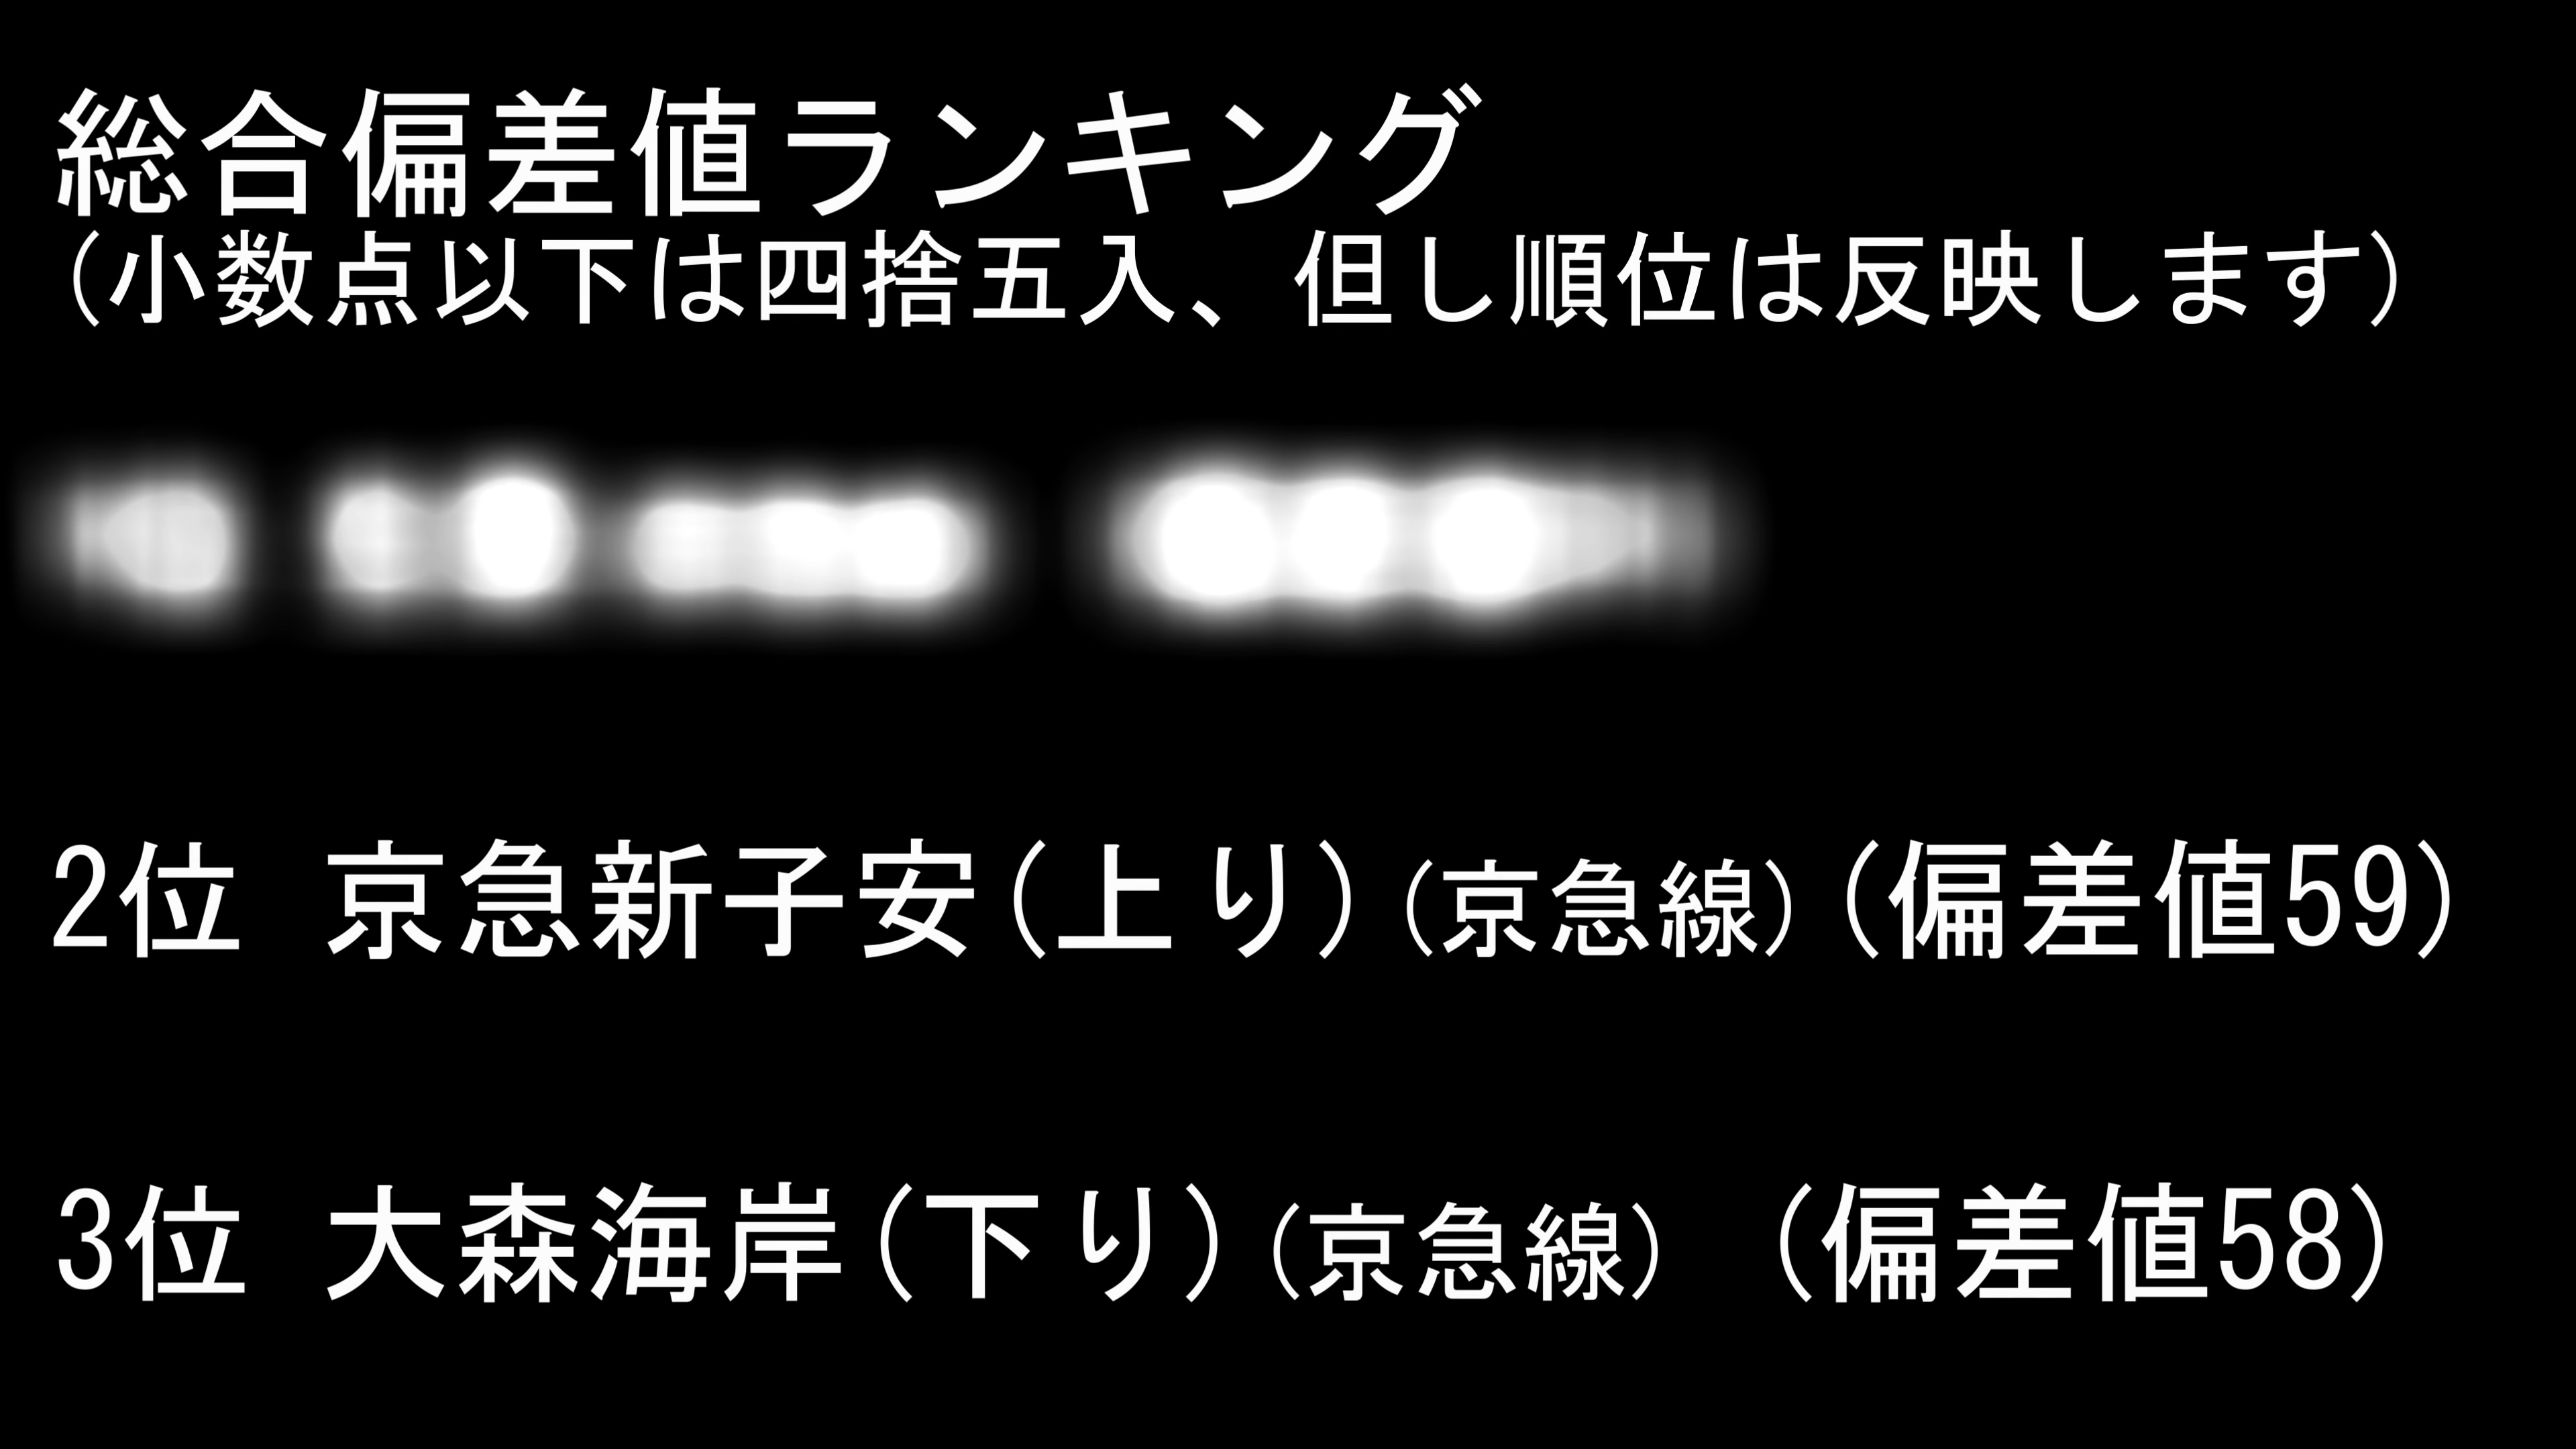 総合偏差値ランキング
（小数点以下は四捨五入、但し順位は反映します）
2位 京急新子安(上り)（京急線）(偏差値59)
3位 大森海岸(下り)（京急線） (偏差値58)